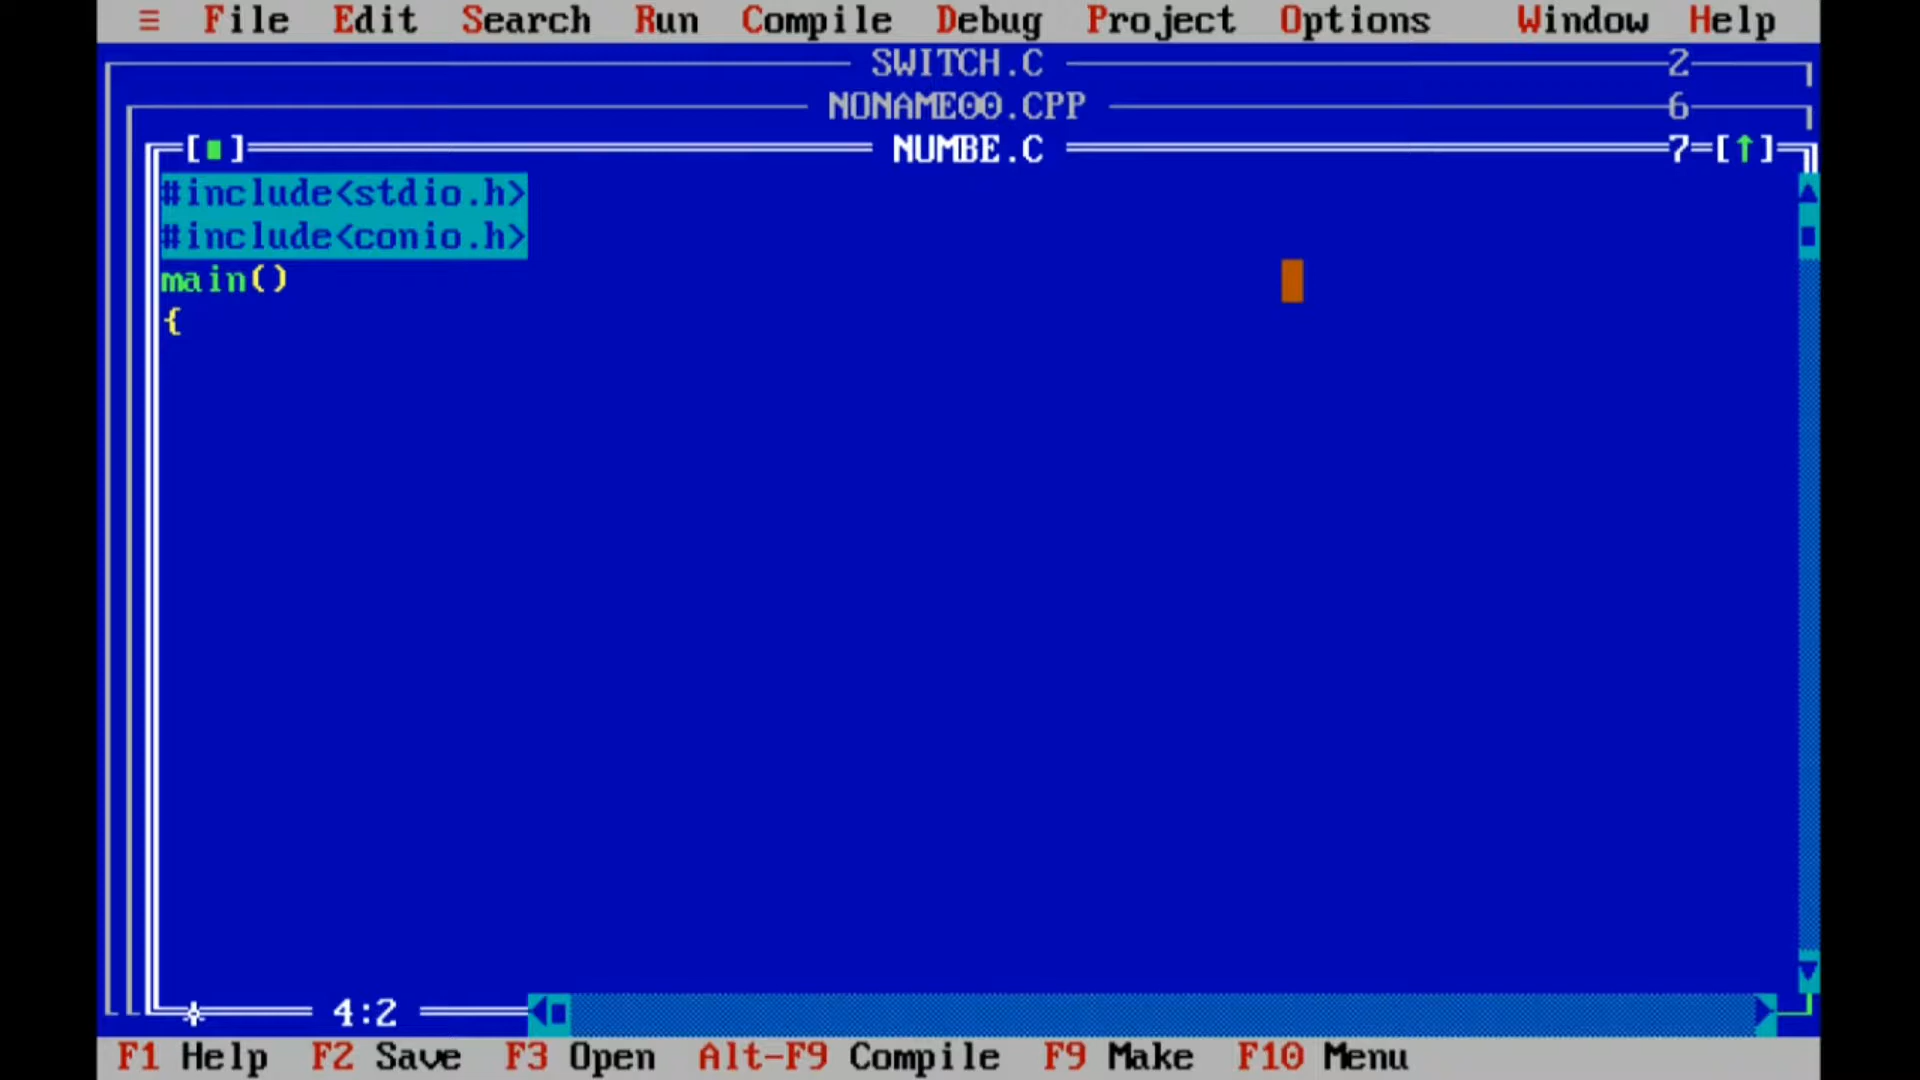 ≡ File Edit Search Run Compile Debug Project Options Window Help
SWITCH.C 2
NONAME00.CPP 6
[■] NUMBE.C 7=[↑]
#include<stdio.h>
#include<conio.h>
main()
{
4:2
F1 Help F2 Save F3 Open Alt-F9 Compile F9 Make F10 Menu